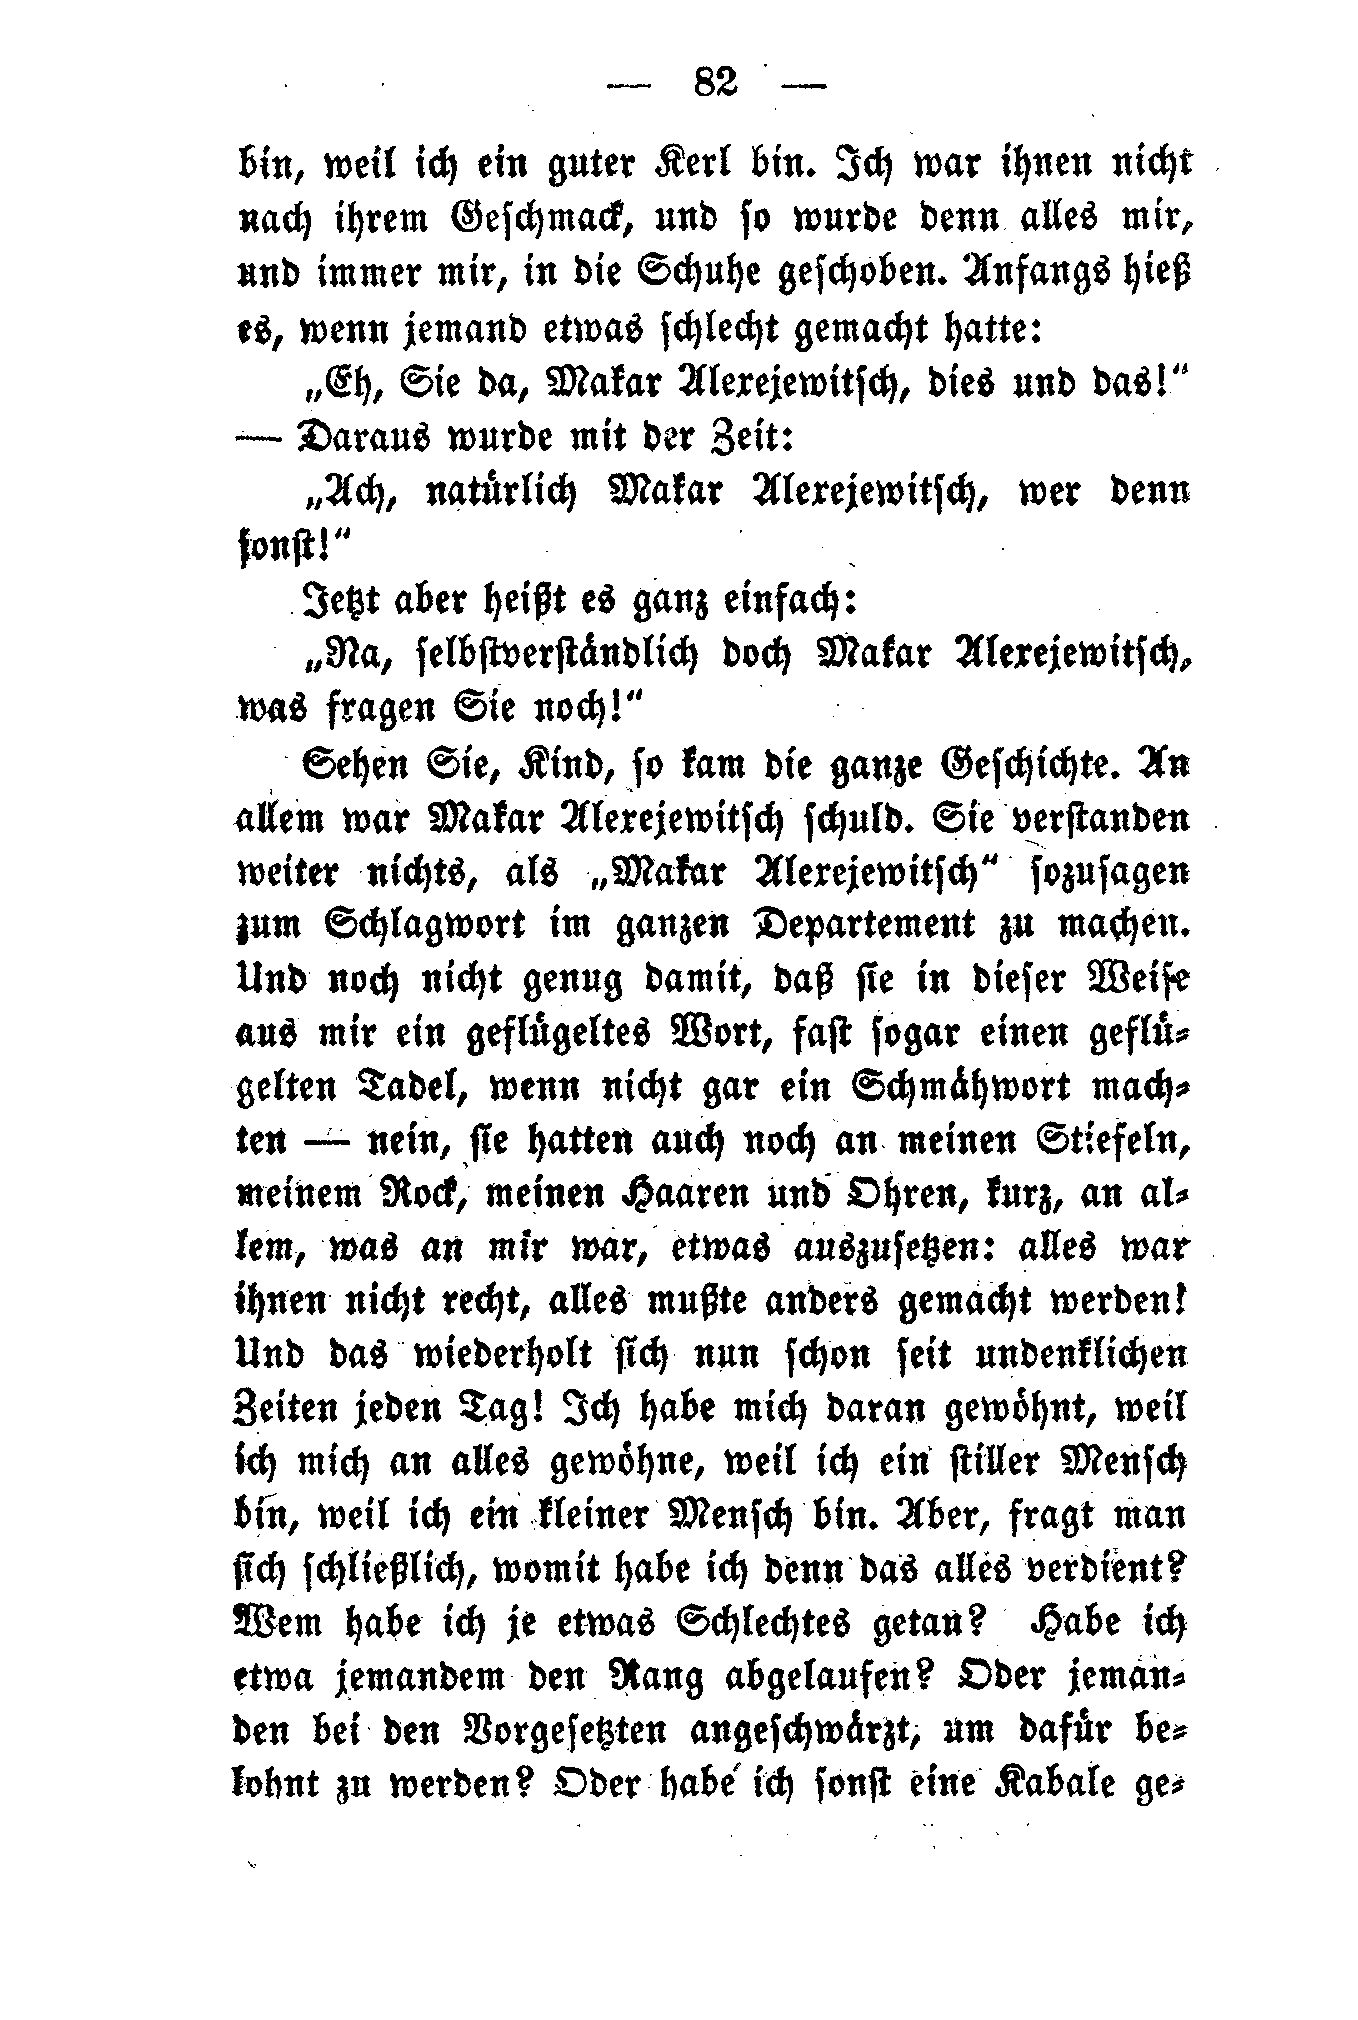 — 82 —
bin, weil ich ein guter Kerl bin. Ich war ihnen nicht
nach ihrem Geschmack, und so wurde denn alles mir,
und immer mir, in die Schuhe geschoben. Anfangs hieß
es, wenn jemand etwas schlecht gemacht hatte:
„Eh, Sie da, Makar Alexejewitsch, dies und das!“
— Daraus wurde mit der Zeit:
„Ach, natürlich Makar Alexejewitsch, wer denn
sonst!“
Jetzt aber heißt es ganz einfach:
„Na, selbstverständlich doch Makar Alexejewitsch,
was fragen Sie noch!“
Sehen Sie, Kind, so kam die ganze Geschichte. An
allem war Makar Alexejewitsch schuld. Sie verstanden
weiter nichts, als „Makar Alexejewitsch“ sozusagen
zum Schlagwort im ganzen Departement zu machen.
Und noch nicht genug damit, daß sie in dieser Weise
aus mir ein geflügeltes Wort, fast sogar einen geflü-
gelten Tadel, wenn nicht gar ein Schmähwort mach-
ten — nein, sie hatten auch noch an meinen Stiefeln,
meinem Rock, meinen Haaren und Ohren, kurz, an al-
lem, was an mir war, etwas auszusetzen: alles war
ihnen nicht recht, alles mußte anders gemacht werden!
Und das wiederholt sich nun schon seit undenklichen
Zeiten jeden Tag! Ich habe mich daran gewöhnt, weil
ich mich an alles gewöhne, weil ich ein stiller Mensch
bin, weil ich ein kleiner Mensch bin. Aber, fragt man
sich schließlich, womit habe ich denn das alles verdient?
Wem habe ich je etwas Schlechtes getan? Habe ich
etwa jemandem den Rang abgelaufen? Oder jeman-
den bei den Vorgesetzten angeschwärzt, um dafür be-
lohnt zu werden? Oder habe ich sonst eine Kabale ge-